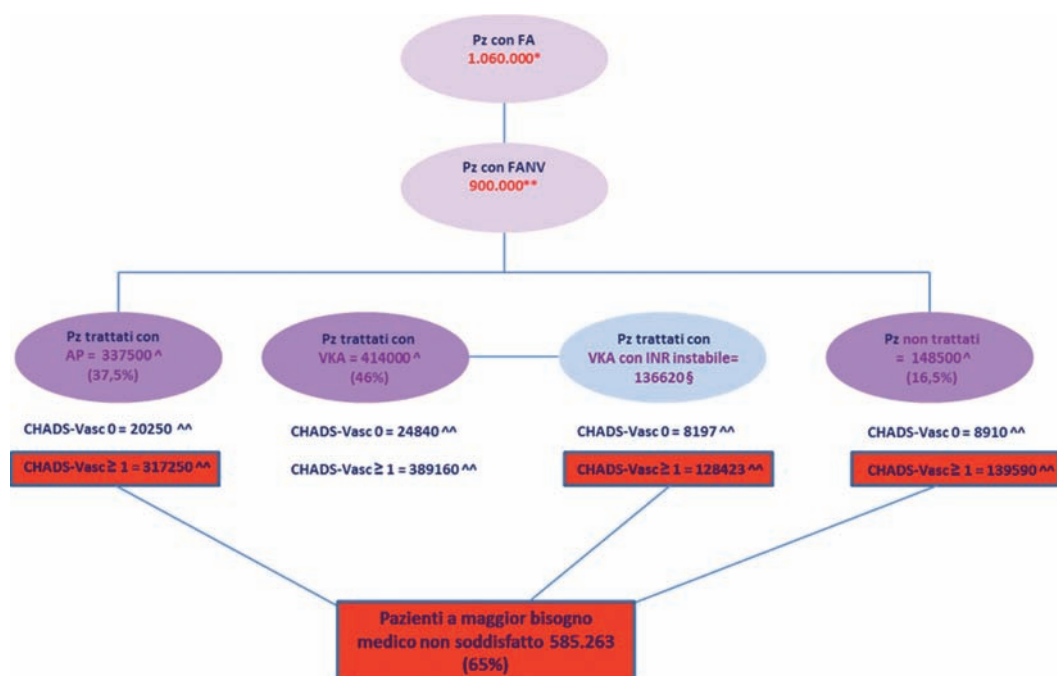 Pz con FA
1.060.000*
Pz con FANV
900.000**
Pz trattati con
AP = 337500 ^
(37,5%)
Pz trattati con
VKA = 414000 ^
(46%)
Pz trattati con
VKA con INR instabile=
136620 §
Pz non trattati
= 148500 ^
(16,5%)
CHADS-Vasc 0 = 20250 ^^
CHADS-Vasc 0 = 24840 ^^
CHADS-Vasc 0 = 8197 ^^
CHADS-Vasc 0 = 8910 ^^
CHADS-Vasc ≥ 1 = 317250 ^^
CHADS-Vasc ≥ 1 = 389160 ^^
CHADS-Vasc ≥ 1 = 128423 ^^
CHADS-Vasc ≥ 1 = 139590 ^^
Pazienti a maggior bisogno
medico non soddisfatto 585.263
(65%)